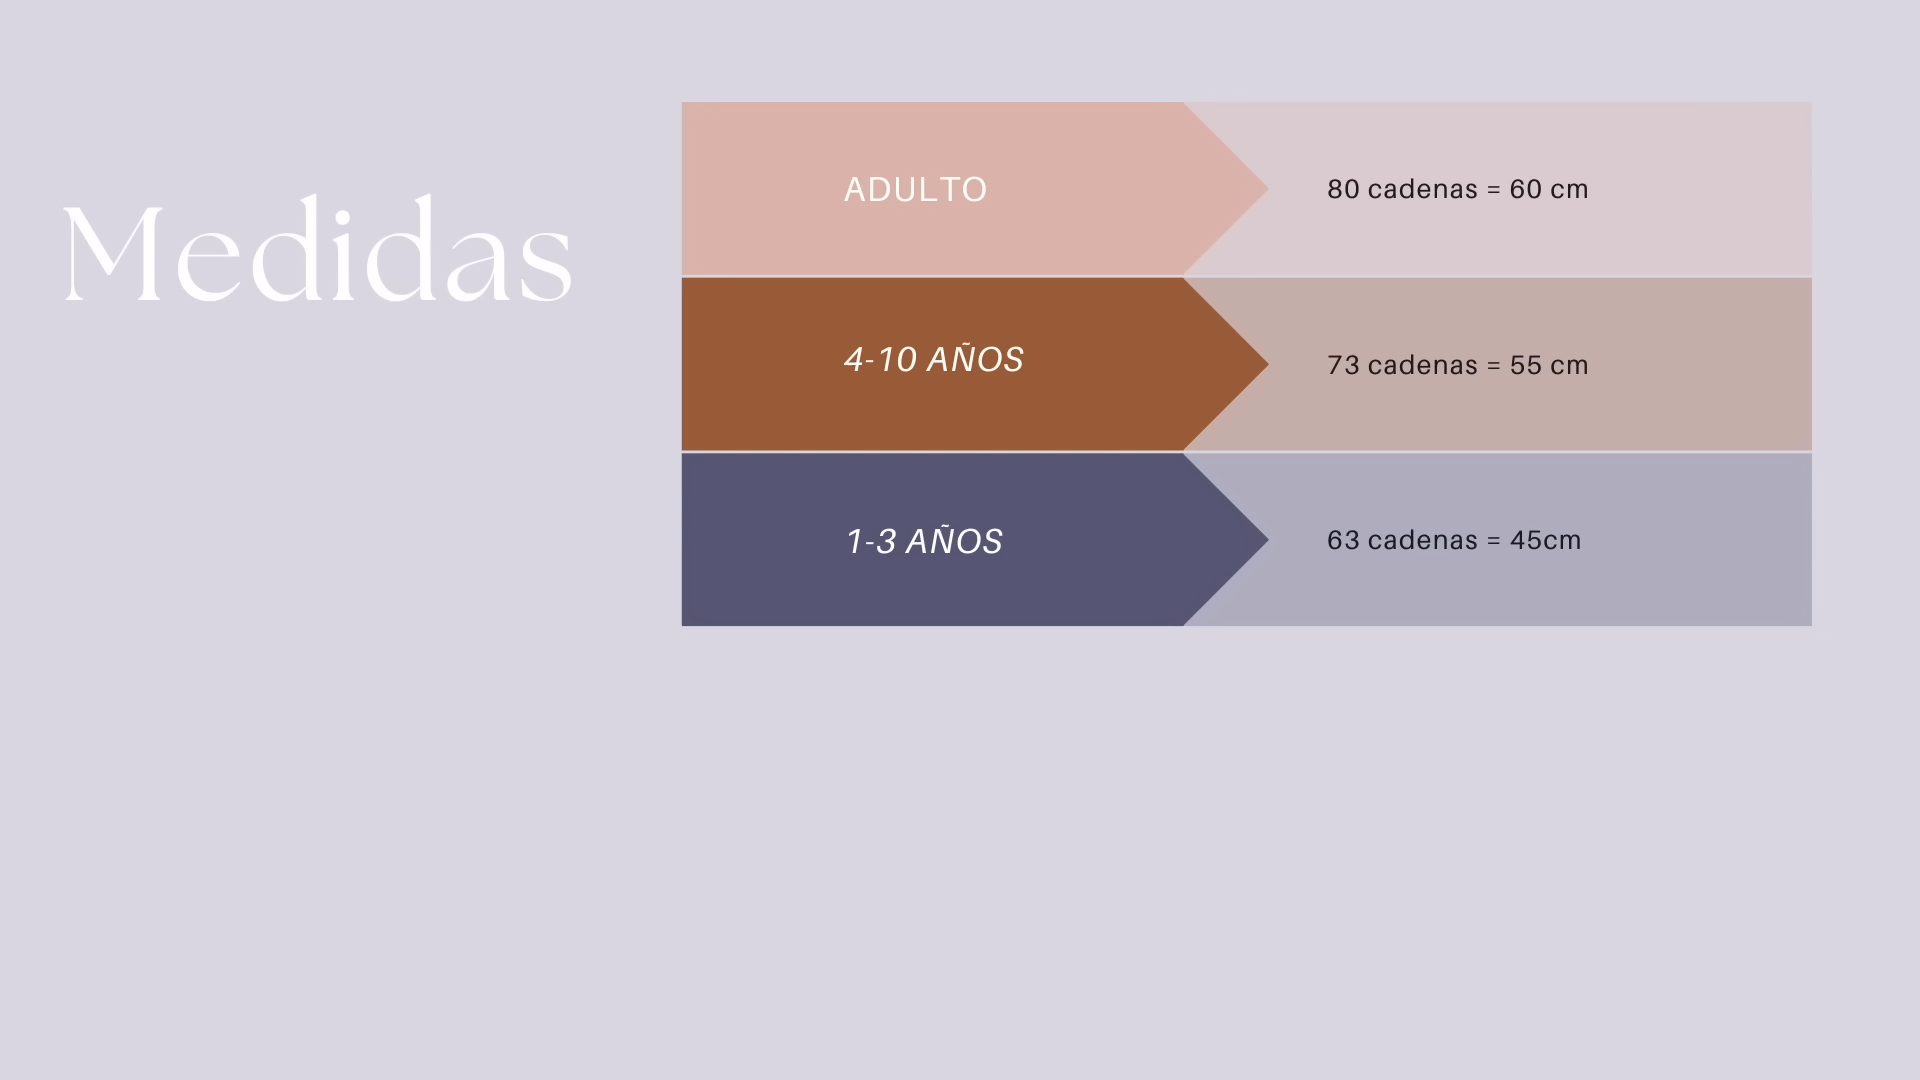 Medidas
ADULTO
80 cadenas = 60 cm
4-10 AÑOS
73 cadenas = 55 cm
1-3 AÑOS
63 cadenas = 45cm